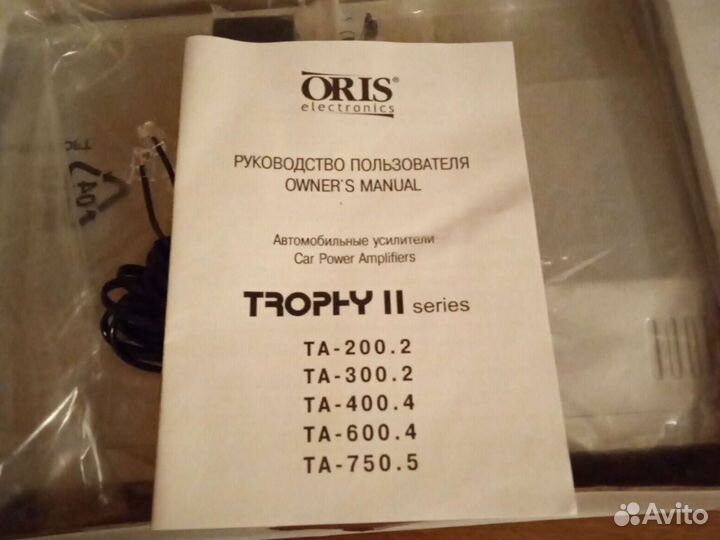 ORIS®
electronics
РУКОВОДСТВО ПОЛЬЗОВАТЕЛЯ
OWNER'S MANUAL
Автомобильные усилители
Car Power Amplifiers
TROPHY II series
TA-200.2
TA-300.2
TA-400.4
TA-600.4
TA-750.5
Avito